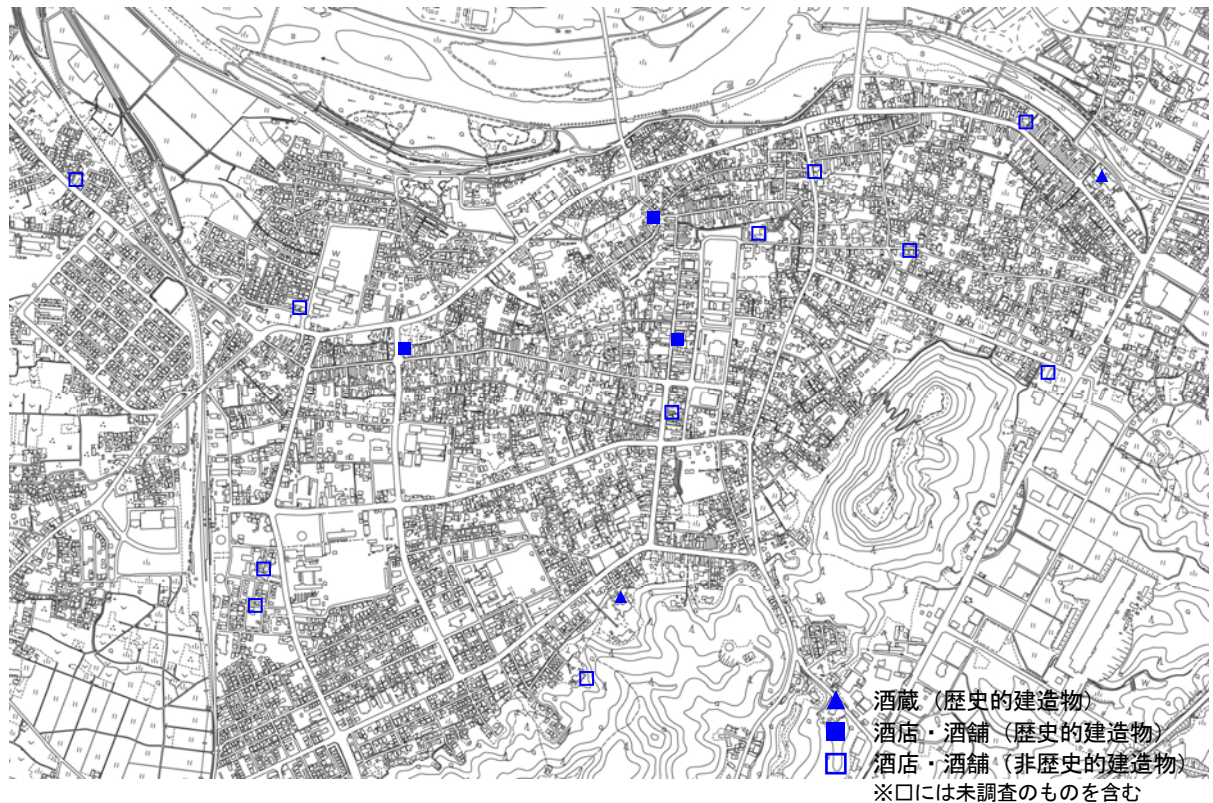 酒蔵（歴史的建造物）
酒店・酒舗（歴史的建造物）
酒店・酒舗（非歴史的建造物）
※□には未調査のものを含む